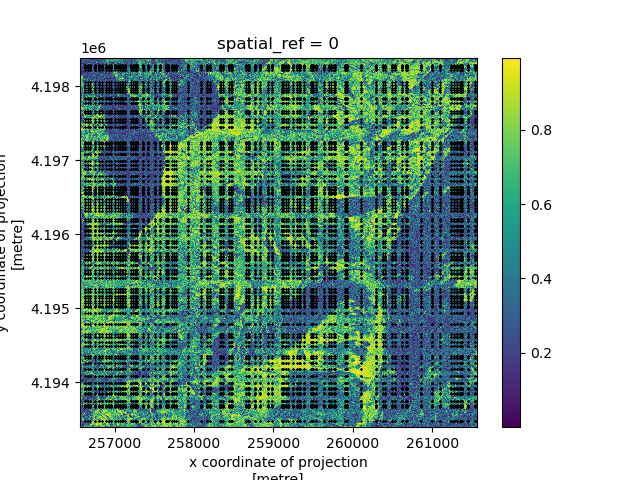 spatial_ref = 0
1e6
4.198
4.197
4.196
4.195
4.194
y coordinate of projection
[metre]
257000 258000 259000 260000 261000
x coordinate of projection
[metre]
0.8
0.6
0.4
0.2